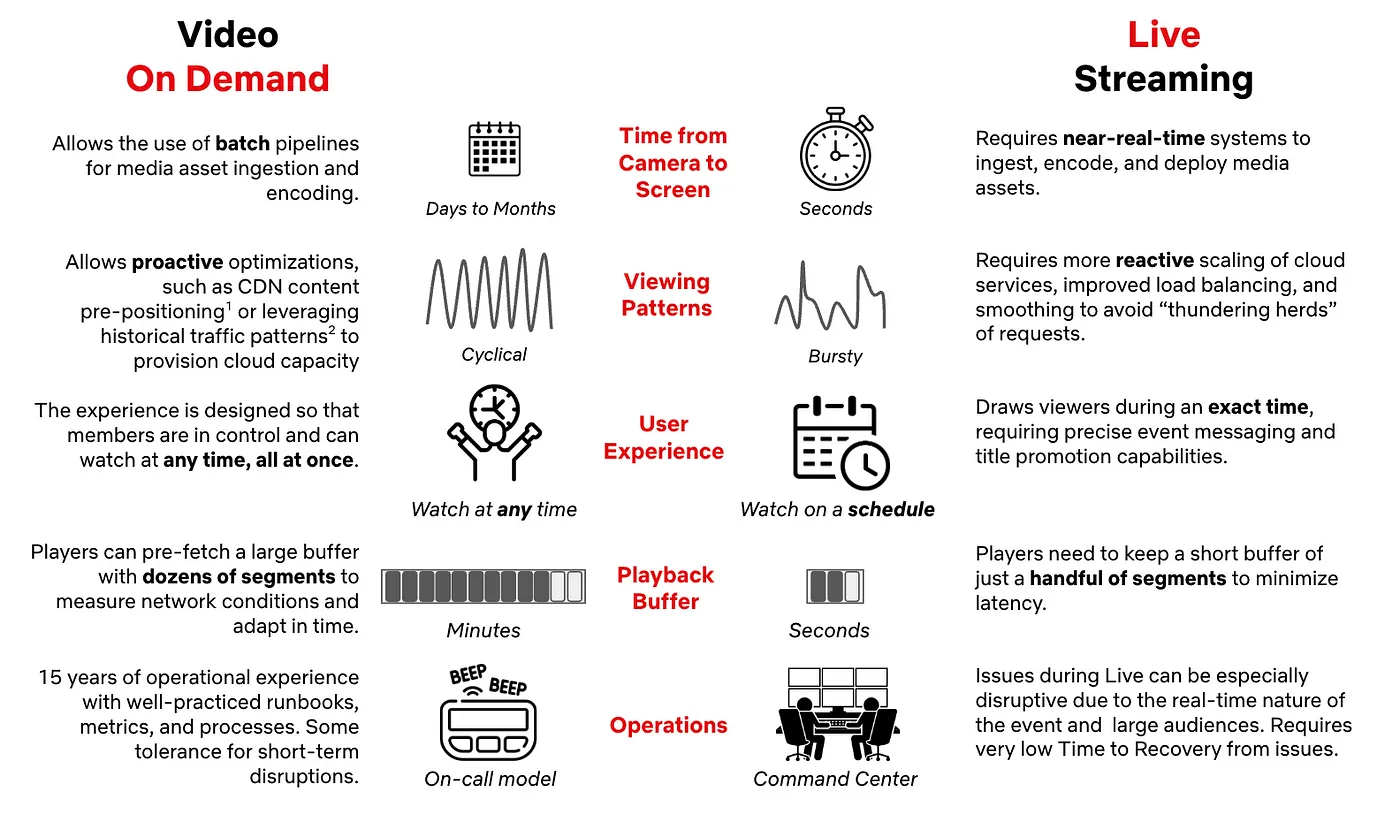 Video
On Demand
Live
Streaming
Allows the use of batch pipelines
for media asset ingestion and
encoding.
Days to Months
Time from
Camera to
Screen
Seconds
Requires near-real-time systems to
ingest, encode, and deploy media
assets.
Allows proactive optimizations,
such as CDN content
pre-positioning¹ or leveraging
historical traffic patterns² to
provision cloud capacity
Cyclical
Viewing
Patterns
Bursty
Requires more reactive scaling of cloud
services, improved load balancing, and
smoothing to avoid “thundering herds”
of requests.
The experience is designed so that
members are in control and can
watch at any time, all at once.
Watch at any time
User
Experience
Watch on a schedule
Draws viewers during an exact time,
requiring precise event messaging and
title promotion capabilities.
Players can pre-fetch a large buffer
with dozens of segments to
measure network conditions and
adapt in time.
Minutes
Playback
Buffer
Seconds
Players need to keep a short buffer of
just a handful of segments to minimize
latency.
15 years of operational experience
with well-practiced runbooks,
metrics, and processes. Some
tolerance for short-term
disruptions.
BEEP
BEEP
On-call model
Operations
Command Center
Issues during Live can be especially
disruptive due to the real-time nature of
the event and  large audiences. Requires
very low Time to Recovery from issues.